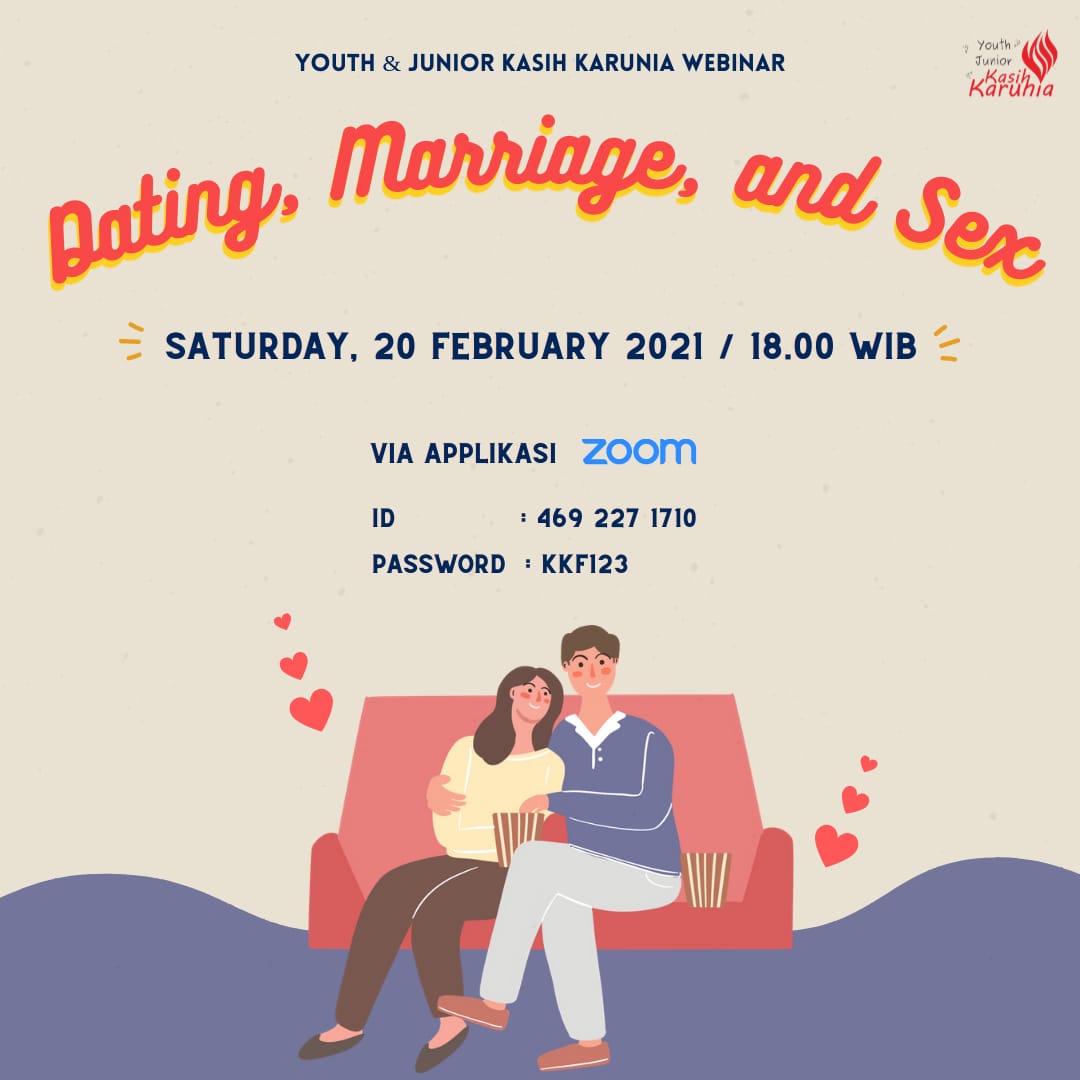 YOUTH & JUNIOR KASIH KARUNIA WEBINAR
Youth
Junior
Kasih
Karunia
Dating, Marriage, and Sex
SATURDAY, 20 FEBRUARY 2021 / 18.00 WIB
VIA APPLIKASI zoom
ID : 469 227 1710
PASSWORD : KKF123